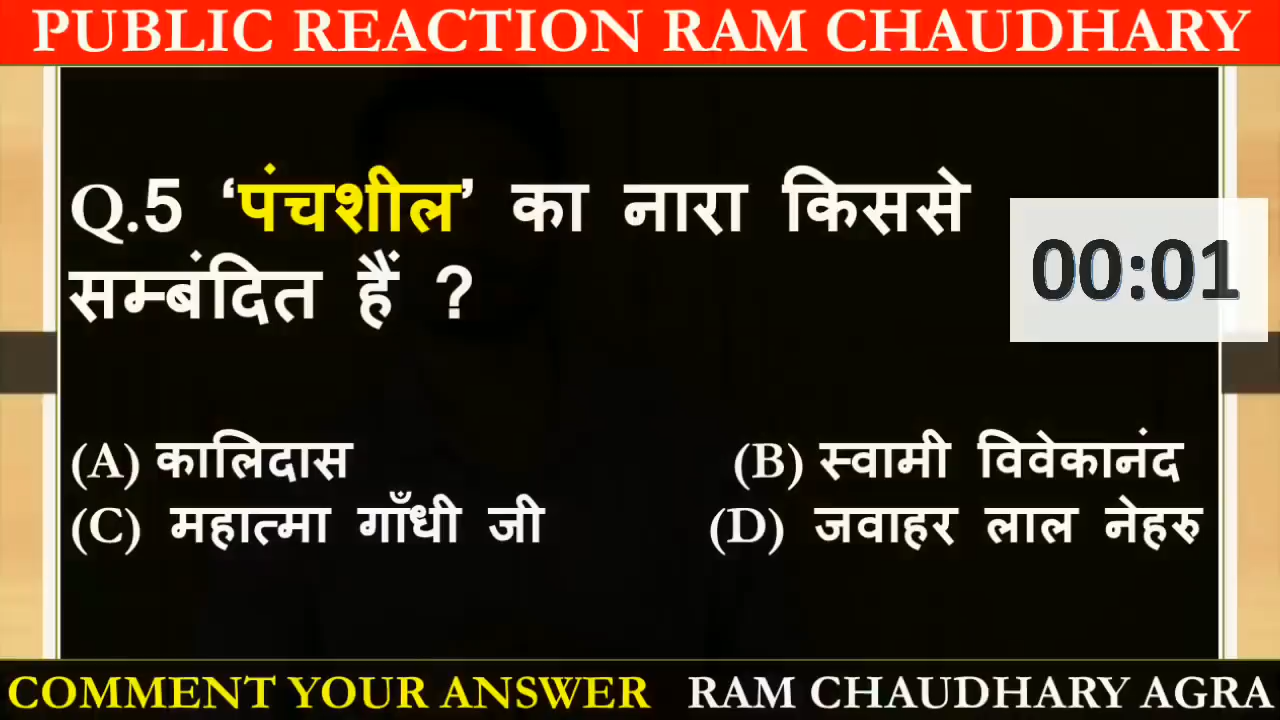 PUBLIC REACTION RAM CHAUDHARY
Q.5 ‘पंचशील’ का नारा किससे
सम्बंदित हैं ?
00:01
(A) कालिदास (B) स्वामी विवेकानंद
(C) महात्मा गाँधी जी (D) जवाहर लाल नेहरु
COMMENT YOUR ANSWER RAM CHAUDHARY AGRA